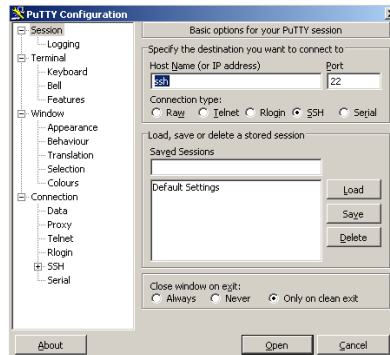 PuTTY Configuration
Session
Logging
Terminal
Keyboard
Bell
Features
Window
Appearance
Behaviour
Translation
Selection
Colours
Connection
Data
Proxy
Telnet
Rlogin
SSH
Serial
Basic options for your PuTTY session
Specify the destination you want to connect to
Host Name (or IP address) Port
ssh 22
Connection type:
Raw Telnet Rlogin SSH Serial
Load, save or delete a stored session
Saved Sessions
Default Settings
Load
Save
Delete
Close window on exit:
Always Never Only on clean exit
About Open Cancel